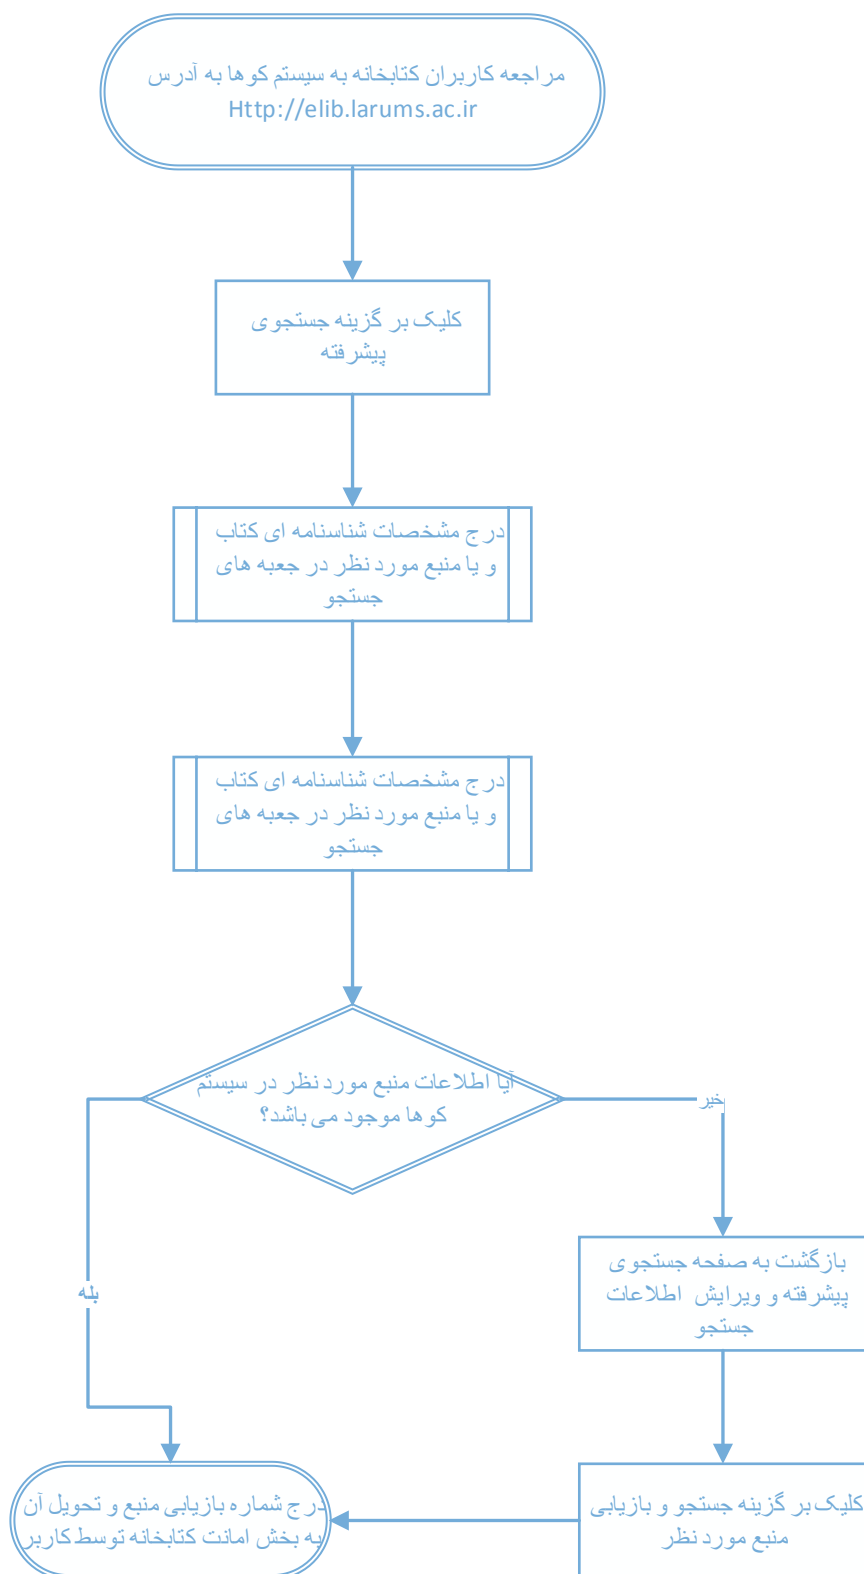 مراجعه کاربران کتابخانه به سیستم کوها به آدرس
Http://elib.larums.ac.ir
کلیک بر گزینه جستجوی
پیشرفته
درج مشخصات شناسنامه ای کتاب
و یا منبع مورد نظر در جعبه های
جستجو
درج مشخصات شناسنامه ای کتاب
و یا منبع مورد نظر در جعبه های
جستجو
آیا اطلاعات منبع مورد نظر در سیستم
کوها موجود می باشد؟
خیر
بازگشت به صفحه جستجوی
پیشرفته و ویرایش اطلاعات
جستجو
بله
کلیک بر گزینه جستجو و بازیابی
منبع مورد نظر
درج شماره بازیابی منبع و تحویل آن
به بخش امانت کتابخانه توسط کاربر